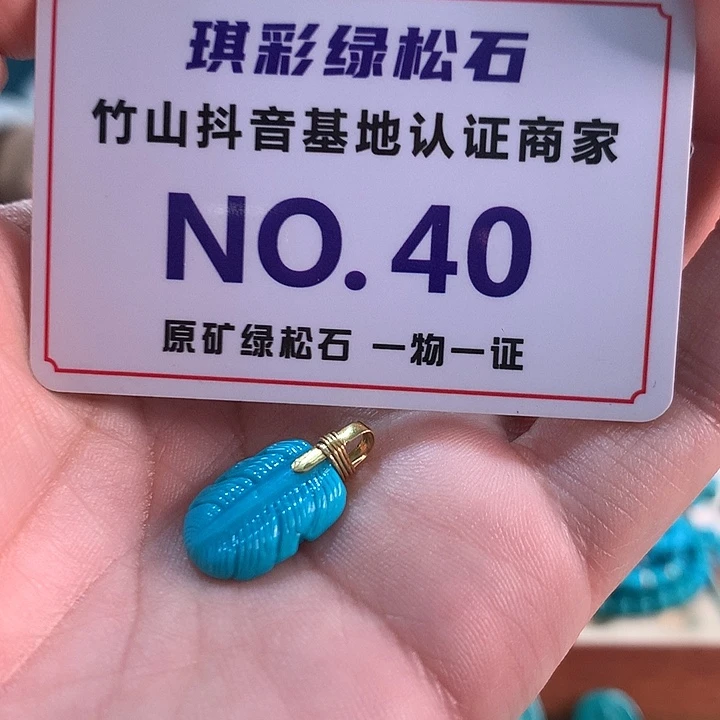 琪彩绿松石
竹山抖音基地认证商家
NO. 40
原矿绿松石 一物一证